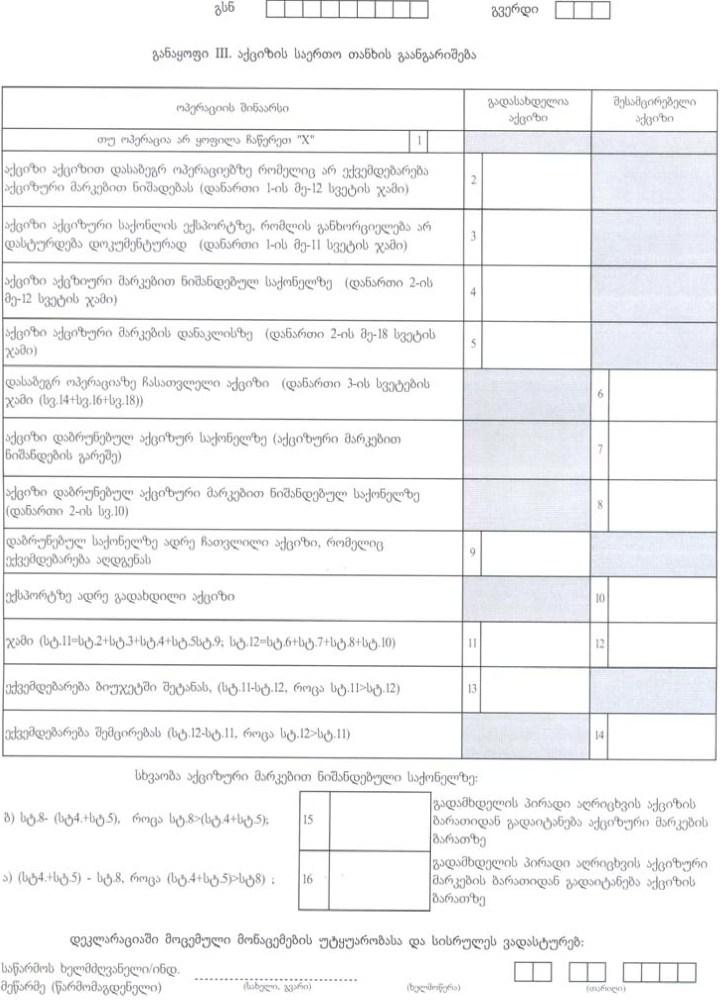 გსნ გვერდი
განაყოფი III. აქციზის საერთო თანხის გაანგარიშება
ოპერაციის შინაარსი
გადასახდელია
აქციზი
შესამცირებელი
აქციზი
თუ ოპერაცია არ ყოფილა ჩაწერეთ "X" 1
აქციზი აქციზით დასაბეგრ ოპერაციებზე რომელიც არ ექვემდებარება
აქციზური მარკებით ნიშადებას (დანართი 1-ის მე-12 სვეტის ჯამი)
2
აქციზი აქციზური საქონლის ექსპორტზე, რომლის განხორციელება არ
დასტურდება დოკუმენტურად (დანართი 1-ის მე-11 სვეტის ჯამი)
3
აქციზი აქცზიური მარკებით ნიშანდებულ საქონელზე (დანართი 2-ის
მე-12 სვეტის ჯამი)
4
აქციზი აქციზური მარკების დანაკლისზე (დანართი 2-ის მე-18 სვეტის
ჯამი)
5
დასაბეგრ ოპერაციაზე ჩასათვლელი აქციზი (დანართი 3-ის სვეტების
ჯამი (სვ.14+სვ.16+სვ.18))
6
აქციზი დაბრუნებულ აქციზურ საქონელზე (აქციზური მარკებით
ნიშანდების გარეშე)
7
აქციზი დაბრუნებულ აქციზური მარკებით ნიშანდებულ საქონელზე
(დანართი 2-ის სვ.10)
8
დაბრუნებულ საქონელზე ადრე ჩათვლილი აქციზი, რომელიც
ექვემდებარება აღდგენას
9
ექსპორტზე ადრე გადახდილი აქციზი 10
ჯამი (სტ.11=სტ.2+სტ.3+სტ.4+სტ.5სტ.9; სტ.12=სტ.6+სტ.7+სტ.8+სტ.10) 11 12
ექვემდებარება ბიუჯეტში შეტანას, (სტ.11-სტ.12, როცა სტ.11>სტ.12) 13
ექვემდებარება შემცირებას (სტ.12-სტ.11, როცა სტ.12>სტ.11) 14
სხვაობა აქციზური მარკებით ნიშანდებული საქონელზე:
ბ) სტ.8- (სტ4.+სტ.5), როცა სტ.8>(სტ.4+სტ.5); 15
გადამხდელის პირადი აღრიცხვის აქციზის
ბარათიდან გადაიტანება აქციზური მარკების
ბარათზე
ა) (სტ4.+სტ.5) - სტ.8, როცა (სტ.4+სტ.5)>სტ8) ; 16
გადამხდელის პირადი აღრიცხვის აქციზური
მარკების ბარათიდან გადაიტანება აქციზის
ბარათზე
დეკლარაციაში მოცემული მონაცემების უტყუარობასა და სისრულეს ვადასტურებ:
საწარმოს ხელმძღვანელი/ინდ.
მეწარმე (წარმომაგდენელი) (სახელი, გვარი) (ხელმოწერა) (თარიღი)